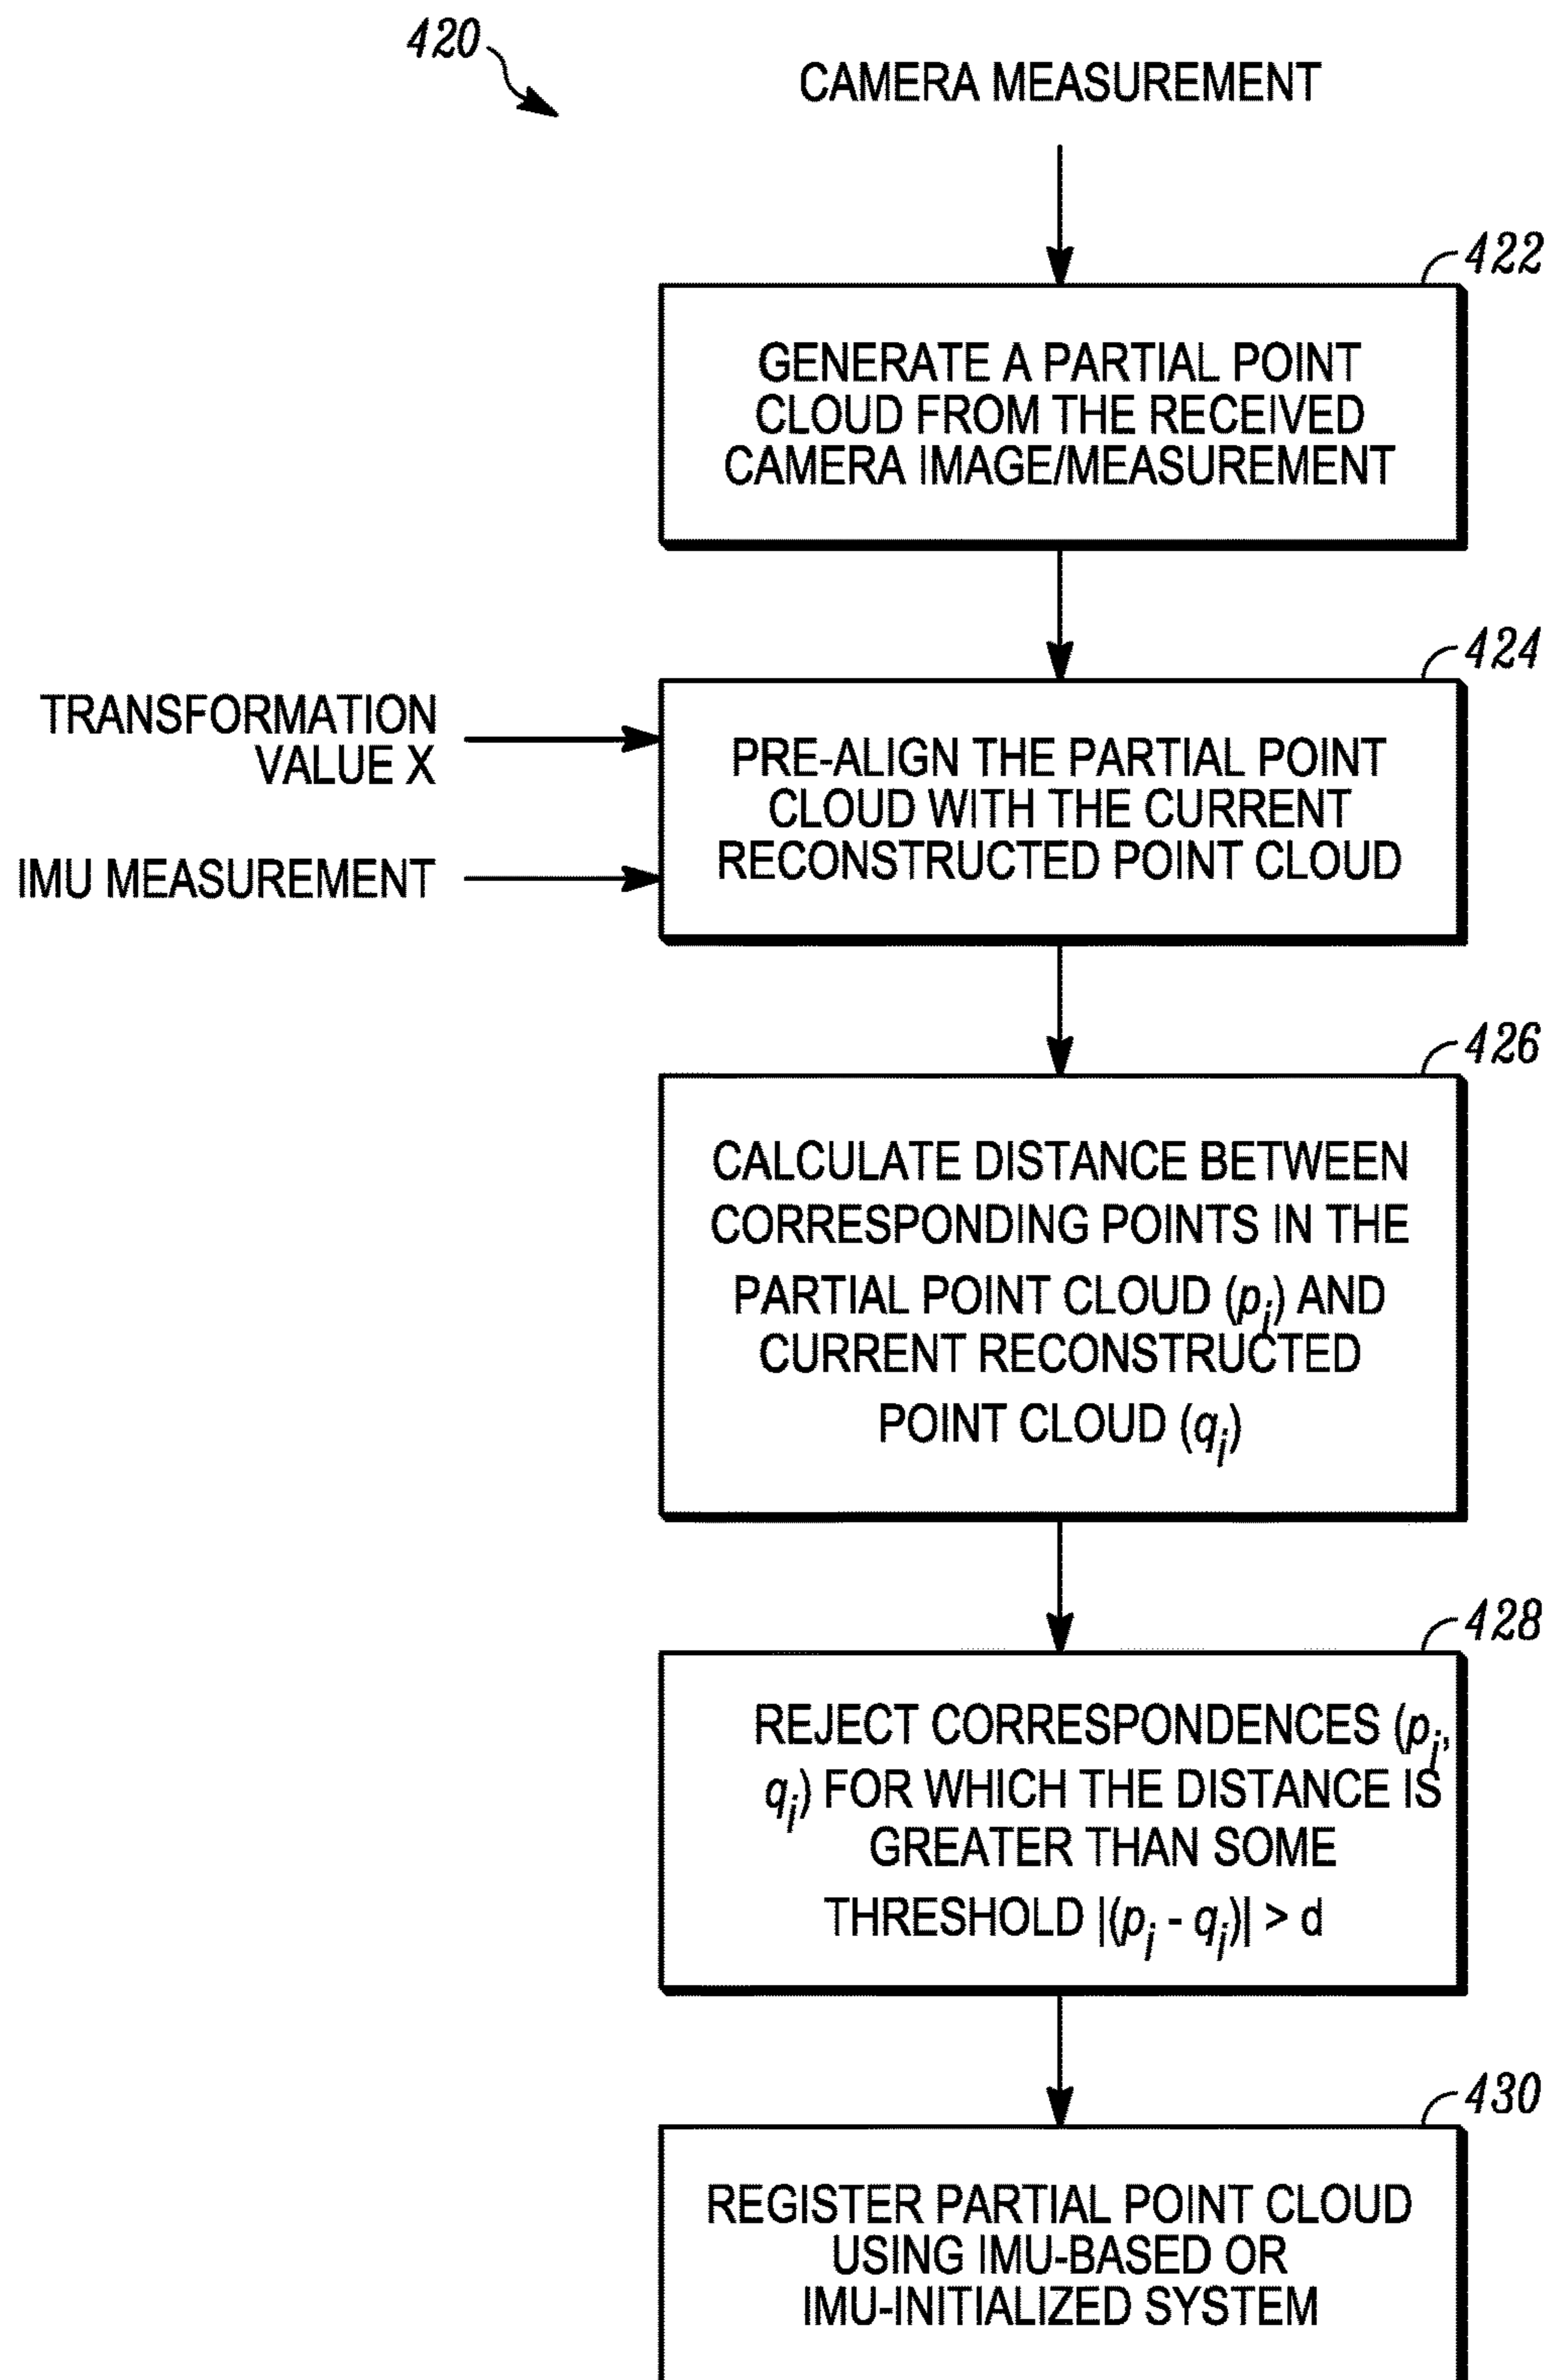 420
CAMERA MEASUREMENT
422
GENERATE A PARTIAL POINT
CLOUD FROM THE RECEIVED
CAMERA IMAGE/MEASUREMENT
424
TRANSFORMATION
VALUE X
IMU MEASUREMENT
PRE-ALIGN THE PARTIAL POINT
CLOUD WITH THE CURRENT
RECONSTRUCTED POINT CLOUD
426
CALCULATE DISTANCE BETWEEN
CORRESPONDING POINTS IN THE
PARTIAL POINT CLOUD (pi) AND
CURRENT RECONSTRUCTED
POINT CLOUD (qi)
428
REJECT CORRESPONDENCES (pi,
qi) FOR WHICH THE DISTANCE IS
GREATER THAN SOME
THRESHOLD |(pi - qi)| > d
430
REGISTER PARTIAL POINT CLOUD
USING IMU-BASED OR
IMU-INITIALIZED SYSTEM